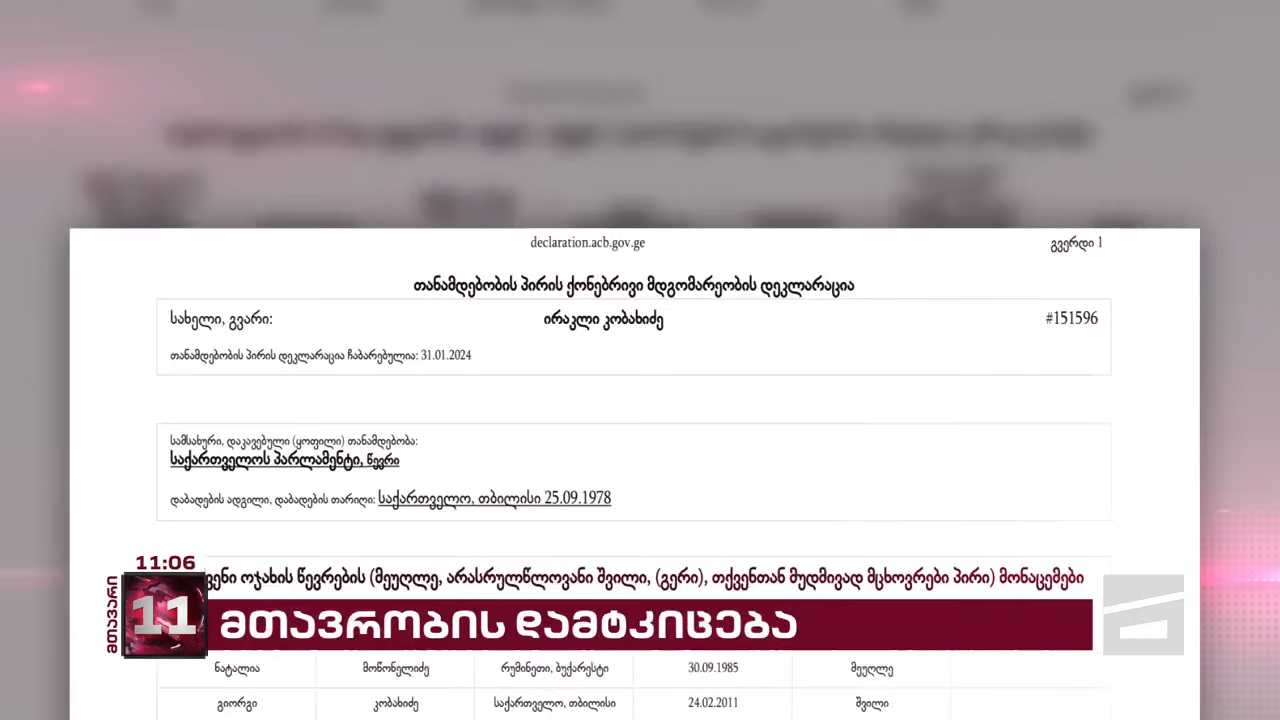 declaration.acb.gov.ge
გვერდი 1
თანამდებობის პირის ქონებრივი მდგომარეობის დეკლარაცია
სახელი, გვარი: ირაკლი კობახიძე #151596
თანამდებობის პირის დეკლარაცია ჩაბარებულია: 31.01.2024
სამსახური, დაკავებული (ყოფილი) თანამდებობა:
საქართველოს პარლამენტი, წევრი
დაბადების ადგილი, დაბადების თარიღი: საქართველო, თბილისი 25.09.1978
11:06
ვენი ოჯახის წევრების (მეუღლე, არასრულწლოვანი შვილი, (გერი), თქვენთან მუდმივად მცხოვრები პირი) მონაცემები
მთავარი
11
მთავრობის დამტკიცება
ნატალია მოწონელიძე რუმინეთი, ბუქარესტი 30.09.1985 მეუღლე
გიორგი კობახიძე საქართველო, თბილისი 24.02.2011 შვილი